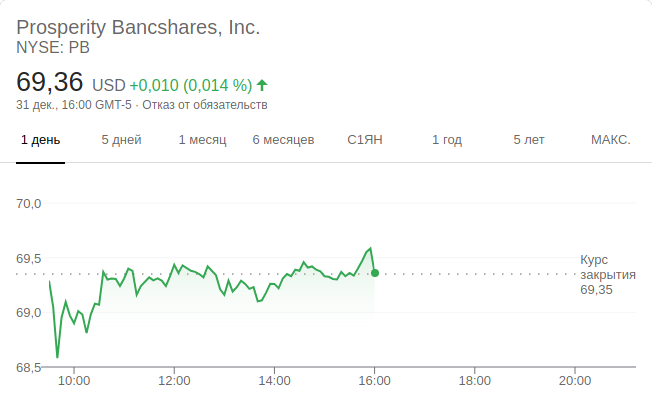 Prosperity Bancshares, Inc.
NYSE: PB
69,36 USD +0,010 (0,014 %)
31 дек., 16:00 GMT-5 · Отказ от обязательств
1 день 5 дней 1 месяц 6 месяцев С1ЯН 1 год 5 лет МАКС.
70,0
69,5
Курс
закрытия
69,35
69,0
68,5
10:00 12:00 14:00 16:00 18:00 20:00